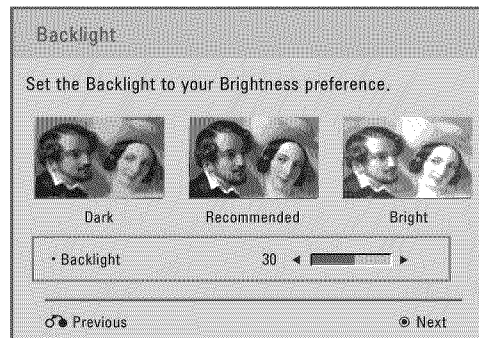 Backlight
Set the Backlight to your Brightness preference.
Dark Recommended Bright
• Backlight 30 ◄ ►
Previous ◉ Next